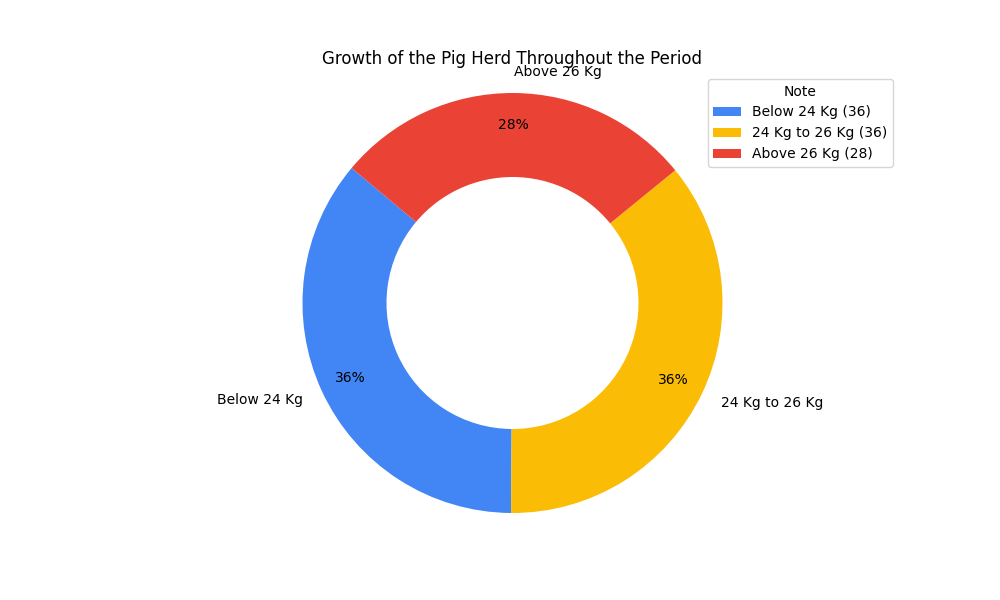 Growth of the Pig Herd Throughout the Period
Above 26 Kg
Note
Below 24 Kg (36)
24 Kg to 26 Kg (36)
Above 26 Kg (28)
28%
36%
36%
Below 24 Kg
24 Kg to 26 Kg